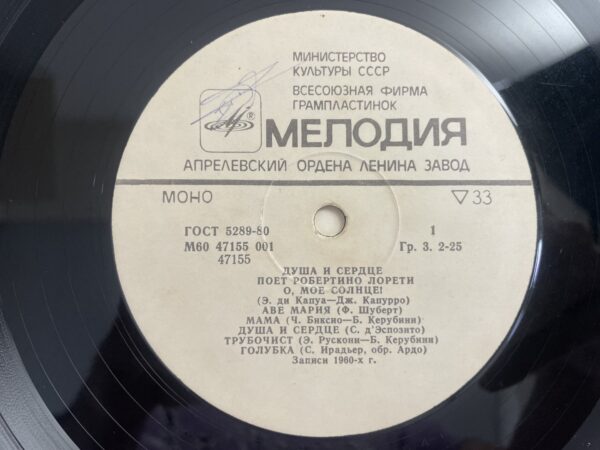 МИНИСТЕРСТВО
КУЛЬТУРЫ СССР
ВСЕСОЮЗНАЯ ФИРМА
ГРАМПЛАСТИНОК
®
МЕЛОДИЯ
АПРЕЛЕВСКИЙ ОРДЕНА ЛЕНИНА ЗАВОД
МОНО ▽33
ГОСТ 5289-80 1
М60 47155 001 Гр. 3. 2-25
47155
ДУША И СЕРДЦЕ
ПОЕТ РОБЕРТИНО ЛОРЕТИ
О, МОЕ СОЛНЦЕ!
(Э. ди Капуа—Дж. Капурро)
АВЕ МАРИЯ (Ф. Шуберт)
МАМА (Ч. Биксио—Б. Керубини)
ДУША И СЕРДЦЕ (С. д'Эспозито)
ТРУБОЧИСТ (Э. Рускони—Б. Керубини)
ГОЛУБКА (С. Ирадьер, обр. Ардо)
Записи 1960-х г.